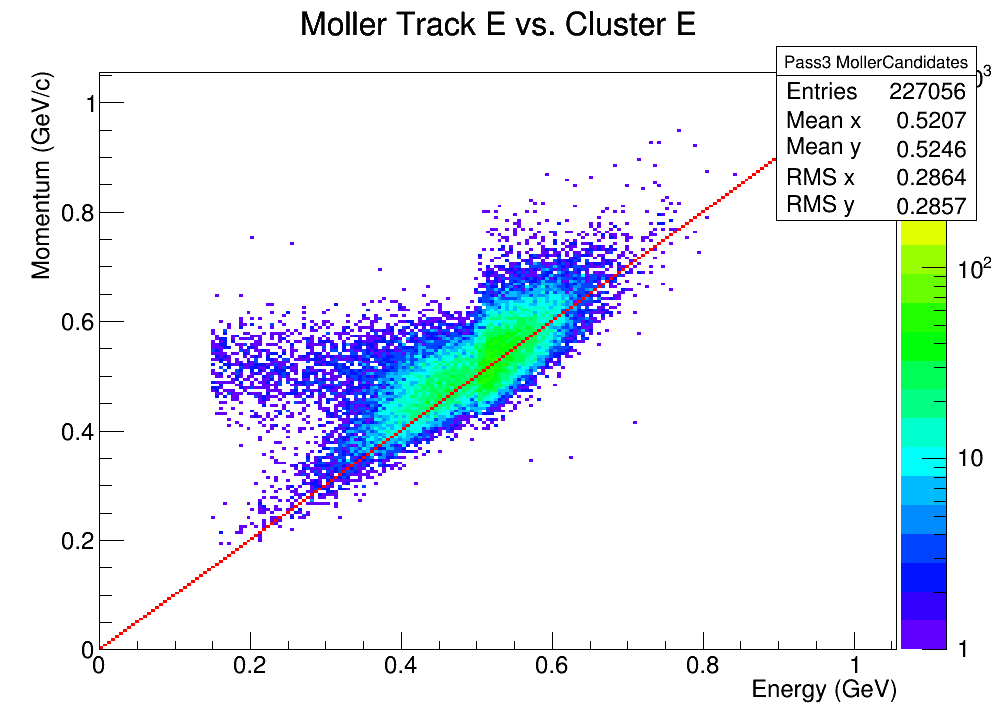 Moller Track E vs. Cluster E
Pass3 MollerCandidates
Entries 227056
Mean x 0.5207
Mean y 0.5246
RMS x 0.2864
RMS y 0.2857
Momentum (GeV/c)
1
0.8
0.6
0.4
0.2
0
0 0.2 0.4 0.6 0.8 1
Energy (GeV)
10²
10
1